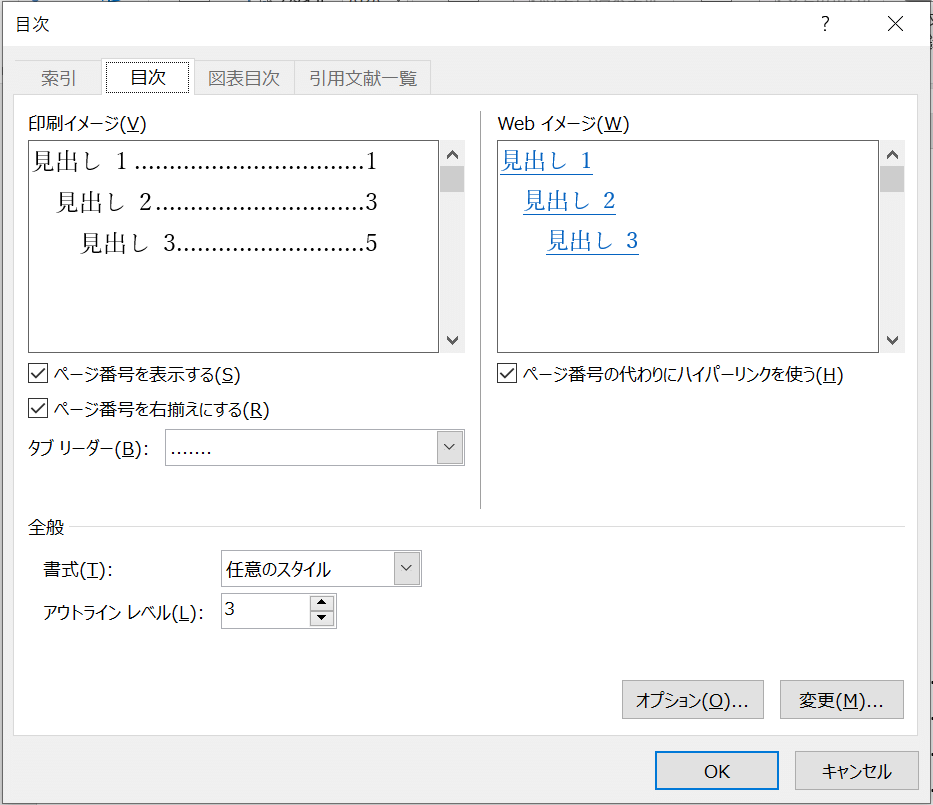 目次
?
索引 目次 図表目次 引用文献一覧
印刷イメージ(V)
見出し 1.................................1
見出し 2..............................3
見出し 3...........................5
ページ番号を表示する(S)
ページ番号を右揃えにする(R)
タブ リーダー(B): .......
Web イメージ(W)
見出し 1
見出し 2
見出し 3
ページ番号の代わりにハイパーリンクを使う(H)
全般
書式(T): 任意のスタイル
アウトライン レベル(L): 3
オプション(O)... 変更(M)...
OK キャンセル